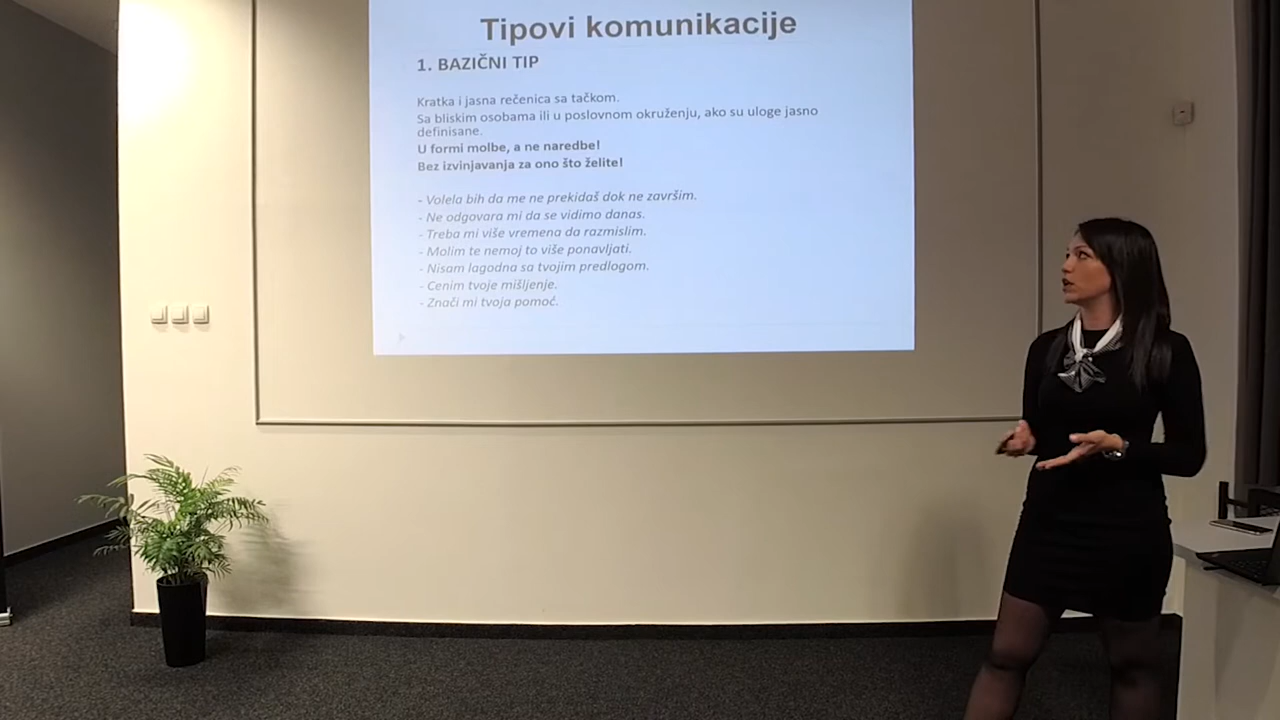 Tipovi komunikacije
1. BAZIČNI TIP
Kratka i jasna rečenica sa tačkom.
Sa bliskim osobama ili u poslovnom okruženju, ako su uloge jasno
definisane.
U formi molbe, a ne naredbe!
Bez izvinjavanja za ono što želite!
- Volela bih da me ne prekidaš dok ne završim.
- Ne odgovara mi da se vidimo danas.
- Treba mi više vremena da razmislim.
- Molim te nemoj to više ponavljati.
- Nisam lagodna sa tvojim predlogom.
- Cenim tvoje mišljenje.
- Znači mi tvoja pomoć.